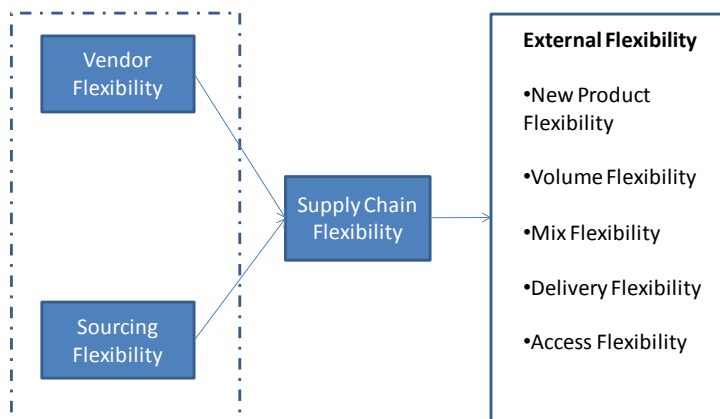 Vendor
Flexibility
Sourcing
Flexibility
Supply Chain
Flexibility
External Flexibility
•New Product
Flexibility
•Volume Flexibility
•Mix Flexibility
•Delivery Flexibility
•Access Flexibility